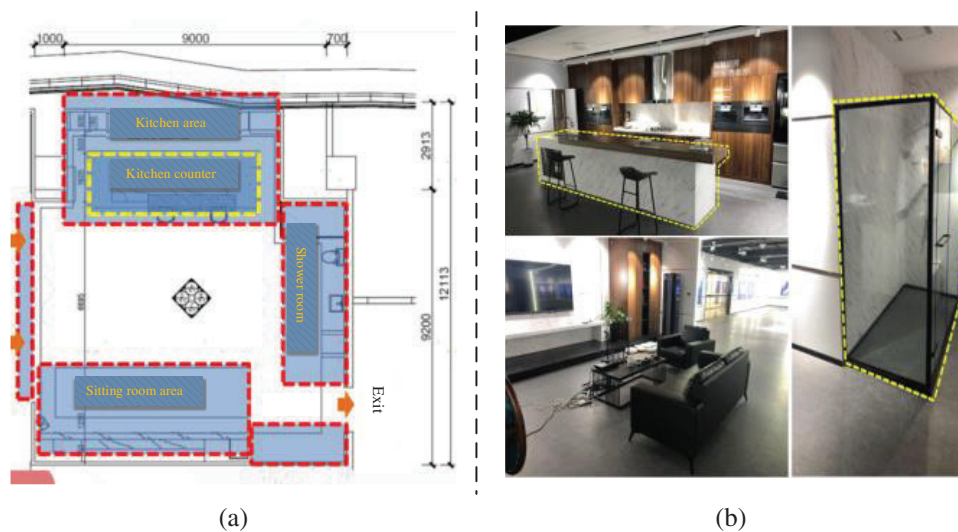 1000 9000 700
Kitchen area
Kitchen counter
2913
Shower room
12113
9200
Sitting room area
Exit
(a) (b)